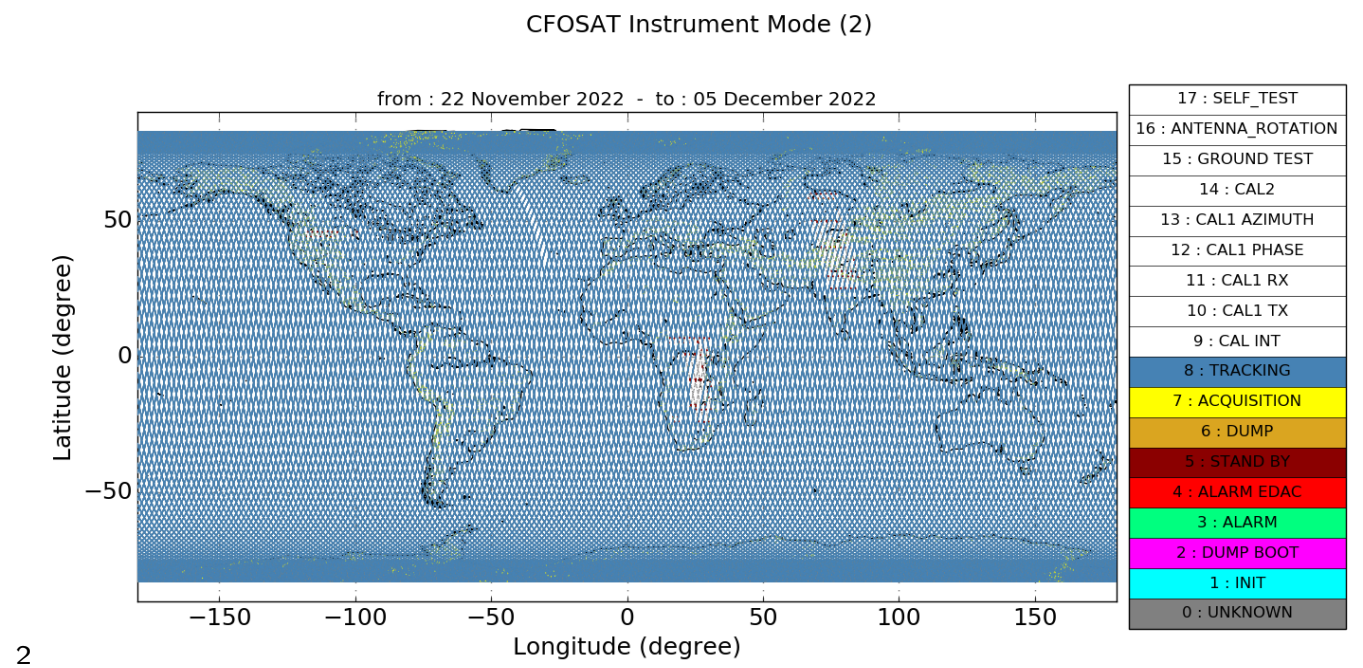 CFOSAT Instrument Mode (2)
from : 22 November 2022 - to : 05 December 2022
17 : SELF_TEST
16 : ANTENNA_ROTATION
15 : GROUND TEST
14 : CAL2
13 : CAL1 AZIMUTH
12 : CAL1 PHASE
11 : CAL1 RX
10 : CAL1 TX
9 : CAL INT
8 : TRACKING
7 : ACQUISITION
6 : DUMP
5 : STAND BY
4 : ALARM EDAC
3 : ALARM
2 : DUMP BOOT
1 : INIT
0 : UNKNOWN
Latitude (degree)
50
0
−50
−150 −100 −50 0 50 100 150
Longitude (degree)
2